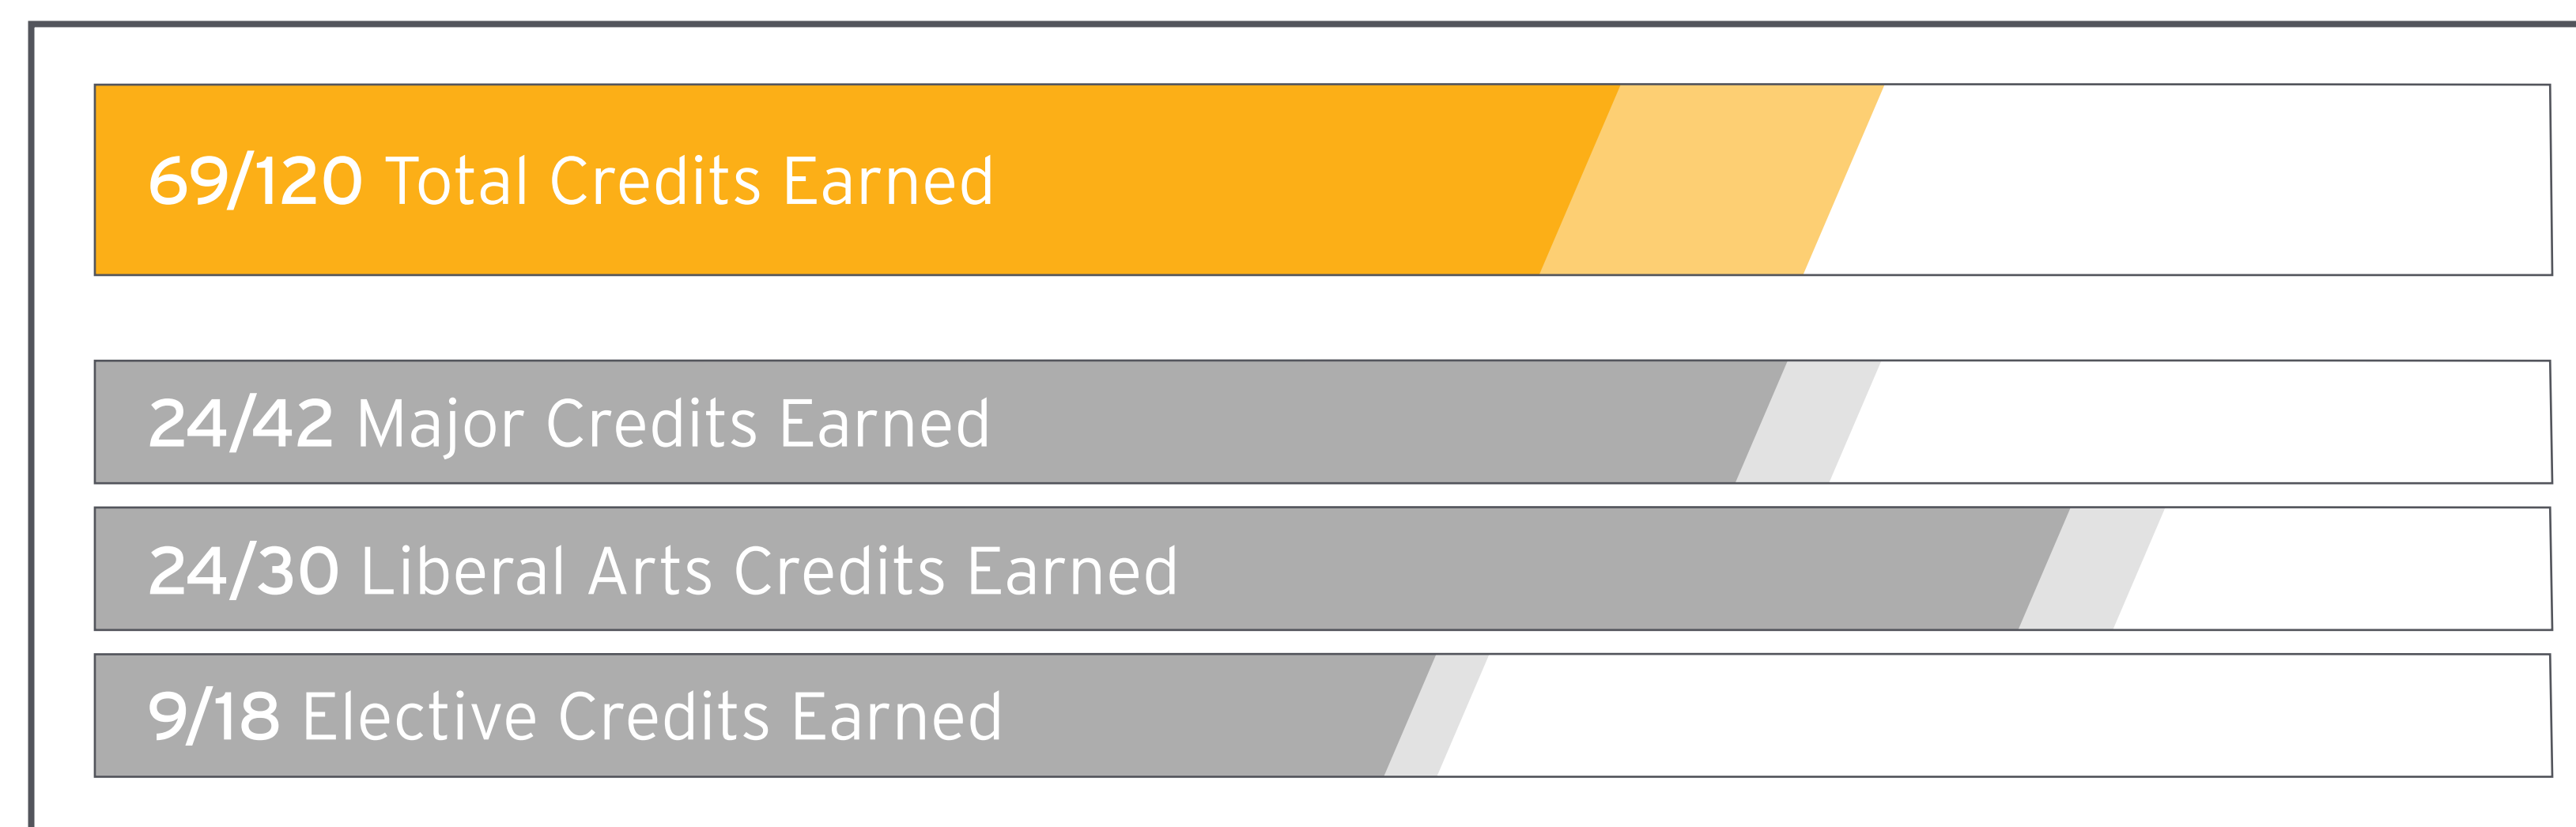 69/120 Total Credits Earned
24/42 Major Credits Earned
24/30 Liberal Arts Credits Earned
9/18 Elective Credits Earned